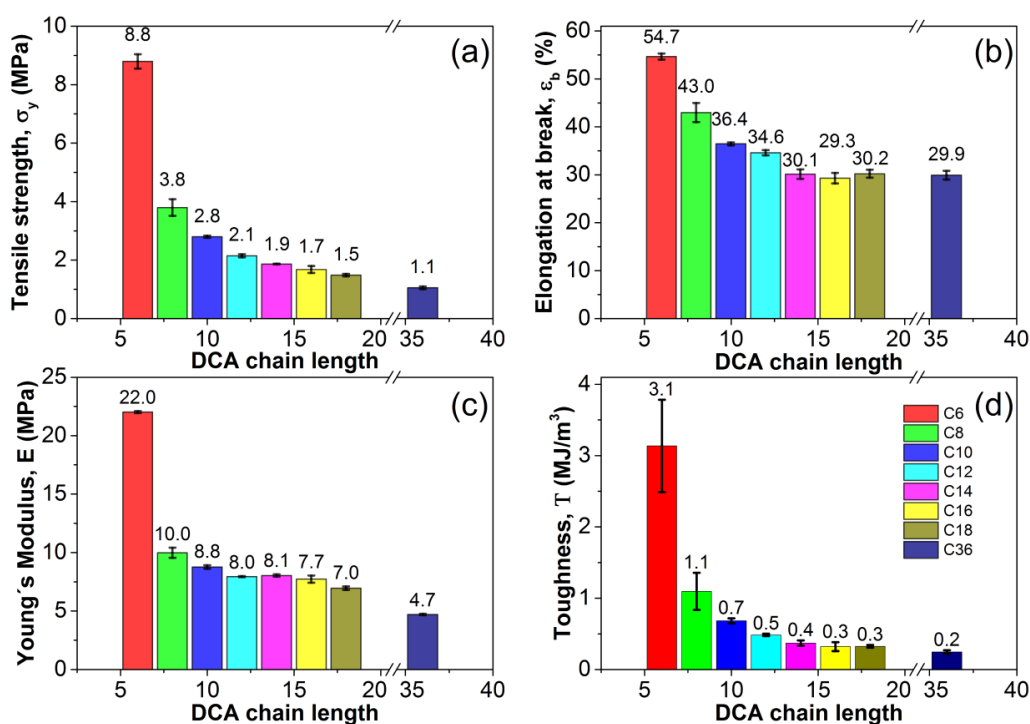 (a)
Tensile strength, σy (MPa)
10
8
6
4
2
0
8.8
3.8
2.8
2.1
1.9
1.7
1.5
1.1
5 10 15 20 35 40
DCA chain length
(b)
Elongation at break, εb (%)
60
50
40
30
20
10
0
54.7
43.0
36.4
34.6
30.1
29.3
30.2
29.9
5 10 15 20 35 40
DCA chain length
(c)
Young´s Modulus, E (MPa)
25
20
15
10
5
0
22.0
10.0
8.8
8.0
8.1
7.7
7.0
4.7
5 10 15 20 35 40
DCA chain length
(d)
Toughness, T (MJ/m³)
4
3
2
1
0
3.1
1.1
0.7
0.5
0.4
0.3
0.3
0.2
C6
C8
C10
C12
C14
C16
C18
C36
5 10 15 20 35 40
DCA chain length